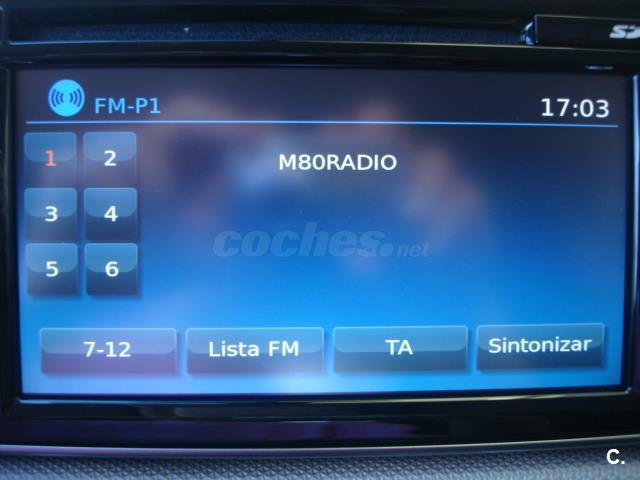 FM-P1
17:03
1 2
M80RADIO
3 4
5 6
coches.net
7-12 Lista FM TA Sintonizar
C.